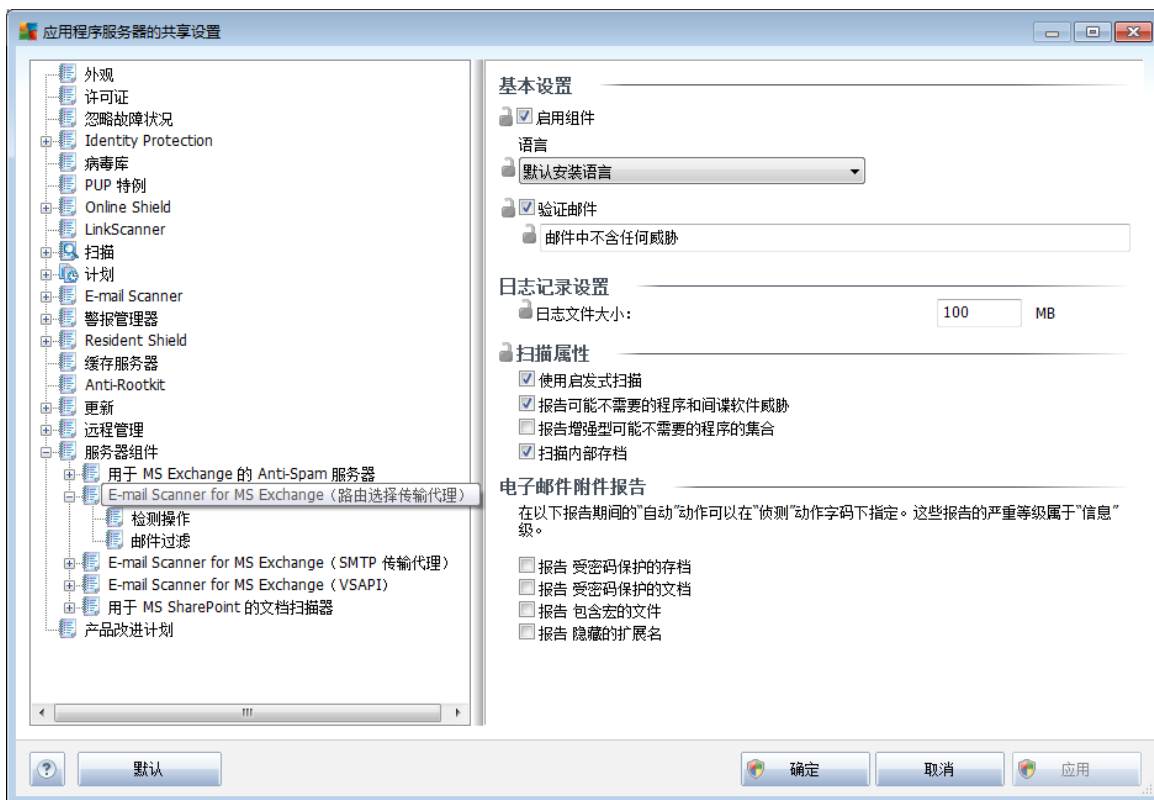 应用程序服务器的共享设置
外观
许可证
忽略故障状况
Identity Protection
病毒库
PUP 特例
Online Shield
LinkScanner
扫描
计划
E-mail Scanner
警报管理器
Resident Shield
缓存服务器
Anti-Rootkit
更新
远程管理
服务器组件
用于 MS Exchange 的 Anti-Spam 服务器
E-mail Scanner for MS Exchange（路由选择传输代理）
检测操作
邮件过滤
E-mail Scanner for MS Exchange（SMTP 传输代理）
E-mail Scanner for MS Exchange（VSAPI）
用于 MS SharePoint 的文档扫描器
产品改进计划
基本设置
启用组件
语言
默认安装语言
验证邮件
邮件中不含任何威胁
日志记录设置
日志文件大小： 100 MB
扫描属性
使用启发式扫描
报告可能不需要的程序和间谍软件威胁
报告增强型可能不需要的程序的集合
扫描内部存档
电子邮件附件报告
在以下报告期间的“自动”动作可以在“侦测”动作字码下指定。这些报告的严重等级属于“信息”
级。
报告 受密码保护的存档
报告 受密码保护的文档
报告 包含宏的文件
报告 隐藏的扩展名
? 默认 确定 取消 应用